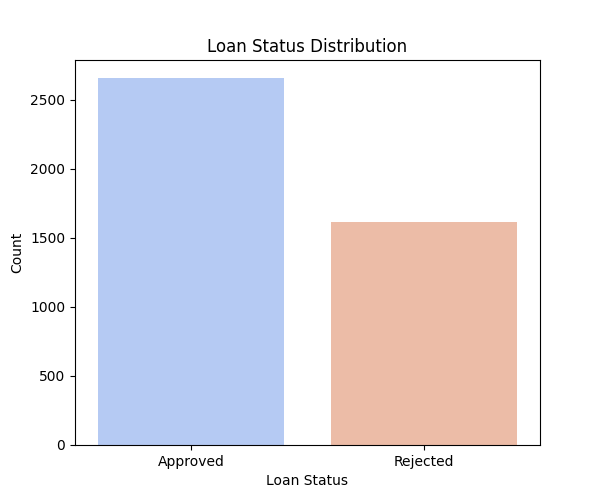 Loan Status Distribution
2500
2000
1500
1000
500
0
Count
Approved
Rejected
Loan Status